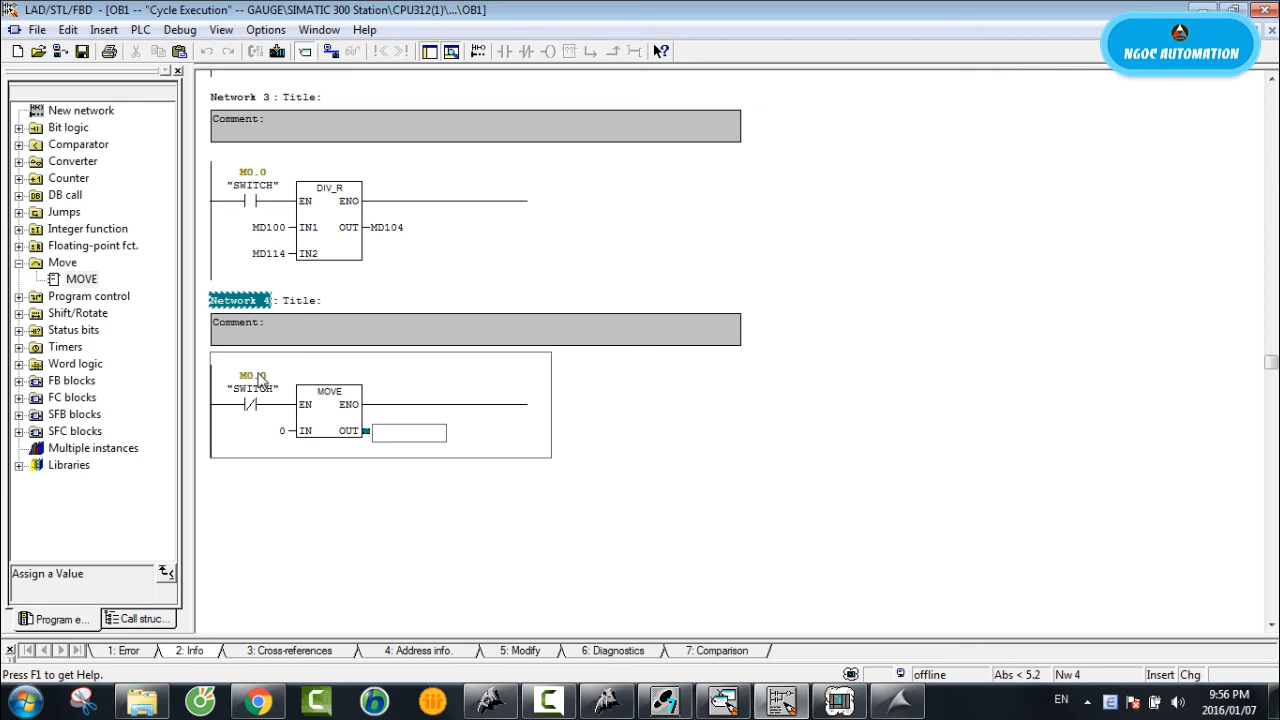 LAD/STL/FBD - [OB1 -- "Cycle Execution" -- GAUGE\SIMATIC 300 Station\CPU312(1)\...\OB1]
File Edit Insert PLC Debug View Options Window Help
NGOC AUTOMATION
New network
Bit logic
Comparator
Converter
Counter
DB call
Jumps
Integer function
Floating-point fct.
Move
MOVE
Program control
Shift/Rotate
Status bits
Timers
Word logic
FB blocks
FC blocks
SFB blocks
SFC blocks
Multiple instances
Libraries
Assign a Value
Program e...
Call struc...
Network 3 : Title:
Comment:
M0.0
"SWITCH"
DIV_R
EN ENO
MD100 IN1 OUT MD104
MD114 IN2
Network 4 : Title:
Comment:
M0.0
"SWITCH"
MOVE
EN ENO
0 IN OUT
1: Error 2: Info 3: Cross-references 4: Address info. 5: Modify 6: Diagnostics 7: Comparison
Press F1 to get Help.
offline Abs < 5.2 Nw 4 Insert Chg
EN
9:56 PM
2016/01/07